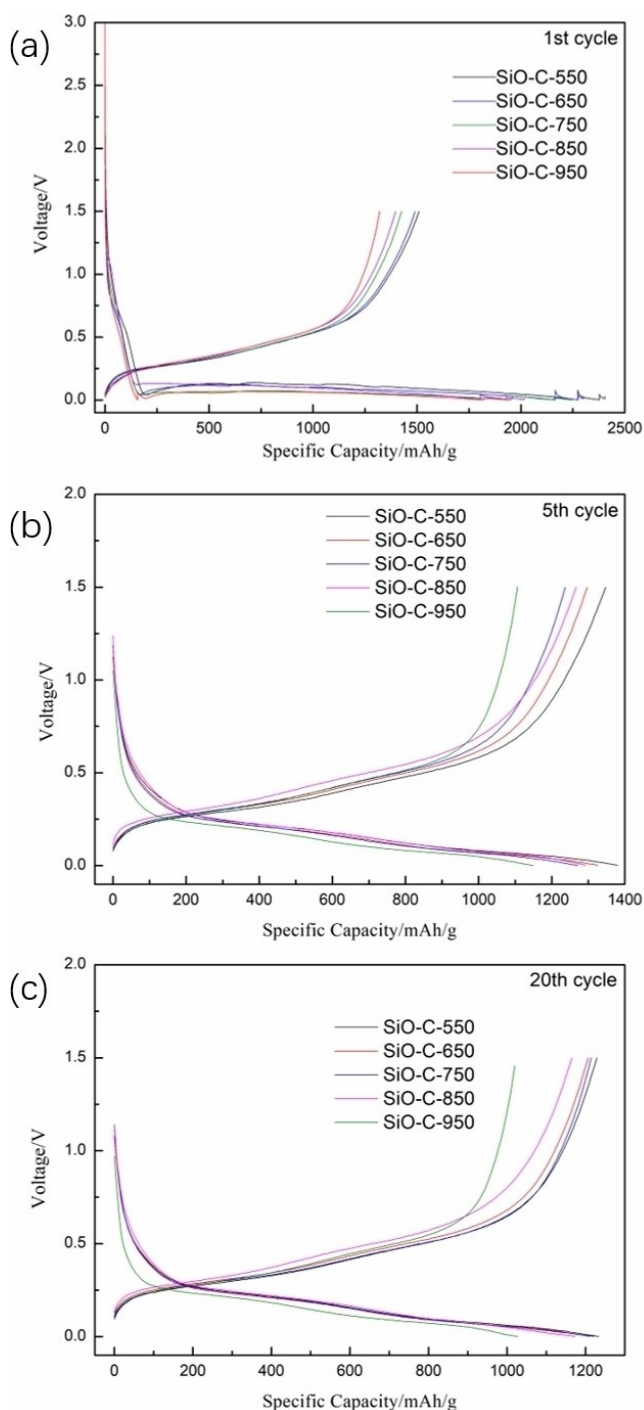 (a)
1st cycle
SiO-C-550
SiO-C-650
SiO-C-750
SiO-C-850
SiO-C-950
Voltage/V
3.0
2.5
2.0
1.5
1.0
0.5
0.0
0 500 1000 1500 2000 2500
Specific Capacity/mAh/g
(b)
5th cycle
SiO-C-550
SiO-C-650
SiO-C-750
SiO-C-850
SiO-C-950
Voltage/V
2.0
1.5
1.0
0.5
0.0
0 200 400 600 800 1000 1200 1400
Specific Capacity/mAh/g
(c)
20th cycle
SiO-C-550
SiO-C-650
SiO-C-750
SiO-C-850
SiO-C-950
Voltage/V
2.0
1.5
1.0
0.5
0.0
0 200 400 600 800 1000 1200
Specific Capacity/mAh/g